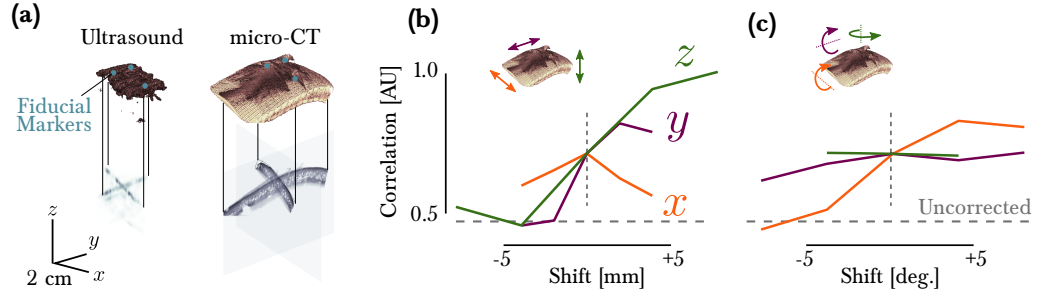 (a)
Ultrasound
micro-CT
Fiducial
Markers
z
y
x
2 cm
(b)
Correlation [AU]
1.0
0.5
z
y
x
-5
+5
Shift [mm]
(c)
Uncorrected
-5
+5
Shift [deg.]